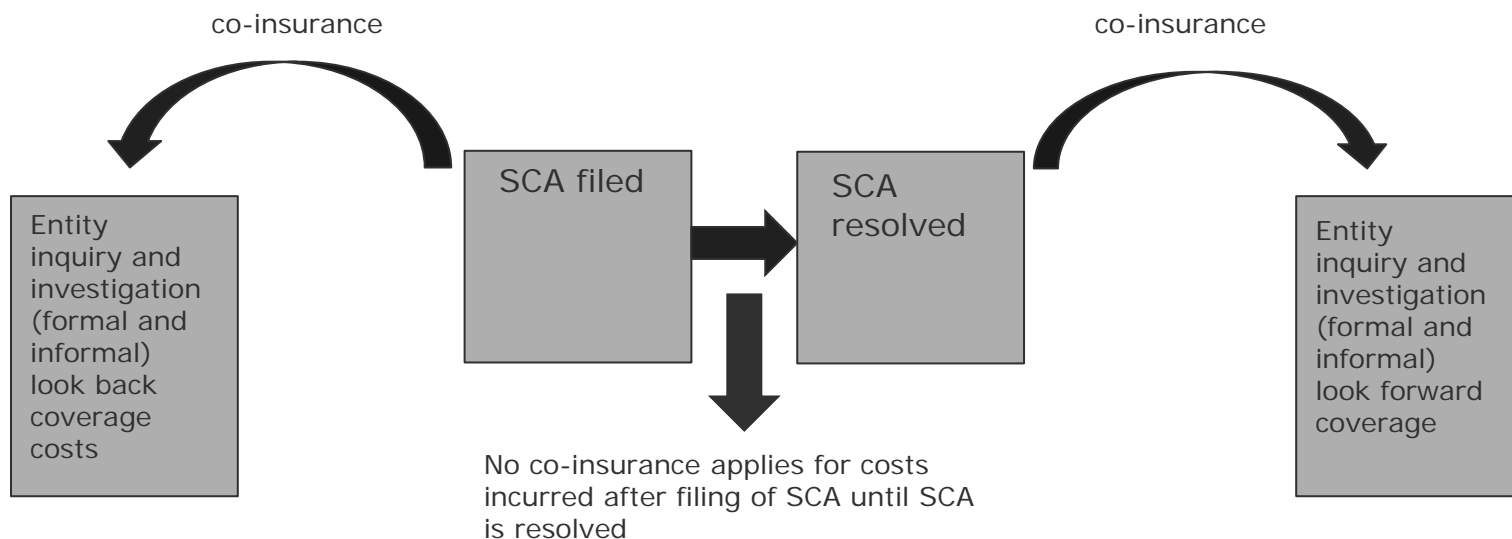 co-insurance
co-insurance
Entity
inquiry and
investigation
(formal and
informal)
look back
coverage
costs
SCA filed
SCA
resolved
Entity
inquiry and
investigation
(formal and
informal)
look forward
coverage
No co-insurance applies for costs
incurred after filing of SCA until SCA
is resolved